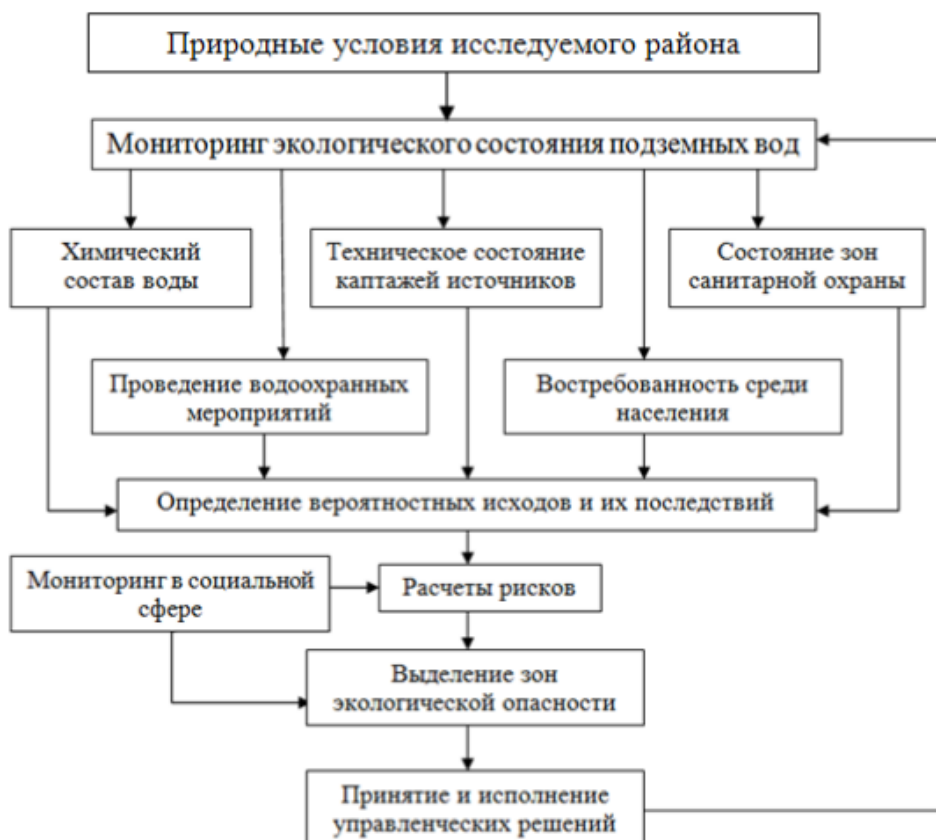 Природные условия исследуемого района
Мониторинг экологического состояния подземных вод
Химический
состав воды
Техническое состояние
каптажей источников
Состояние зон
санитарной охраны
Проведение водоохранных
мероприятий
Востребованность среди
населения
Определение вероятностных исходов и их последствий
Мониторинг в социальной
сфере
Расчеты рисков
Выделение зон
экологической опасности
Принятие и исполнение
управленческих решений